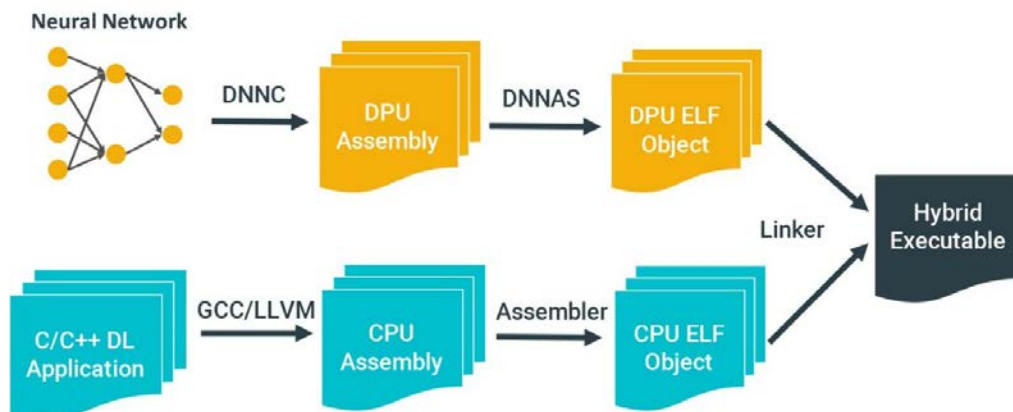 Neural Network
DNNC
DPU
Assembly
DNNAS
DPU ELF
Object
Linker
Hybrid
Executable
C/C++ DL
Application
GCC/LLVM
CPU
Assembly
Assembler
CPU ELF
Object